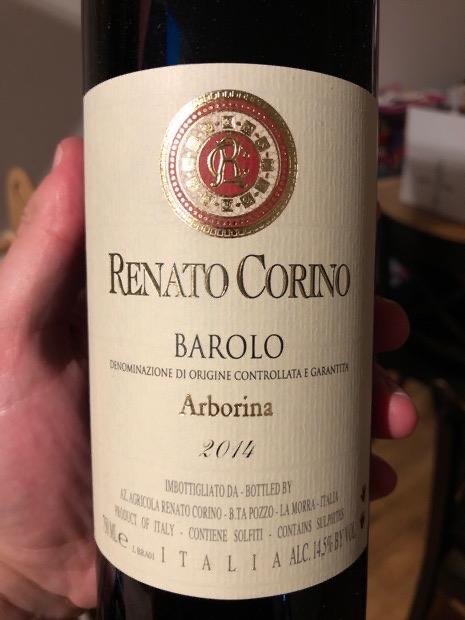 RC
RENATO CORINO
BAROLO
DENOMINAZIONE DI ORIGINE CONTROLLATA E GARANTITA
Arborina
2014
IMBOTTIGLIATO DA - BOTTLED BY
AZ. AGRICOLA RENATO CORINO - B.TA POZZO - LA MORRA - ITALIA
PRODUCT OF ITALY - CONTIENE SOLFITI - CONTAINS SULPHITES
750 ML e L. BRA01 ITALIA ALC. 14,5% BY VOL.